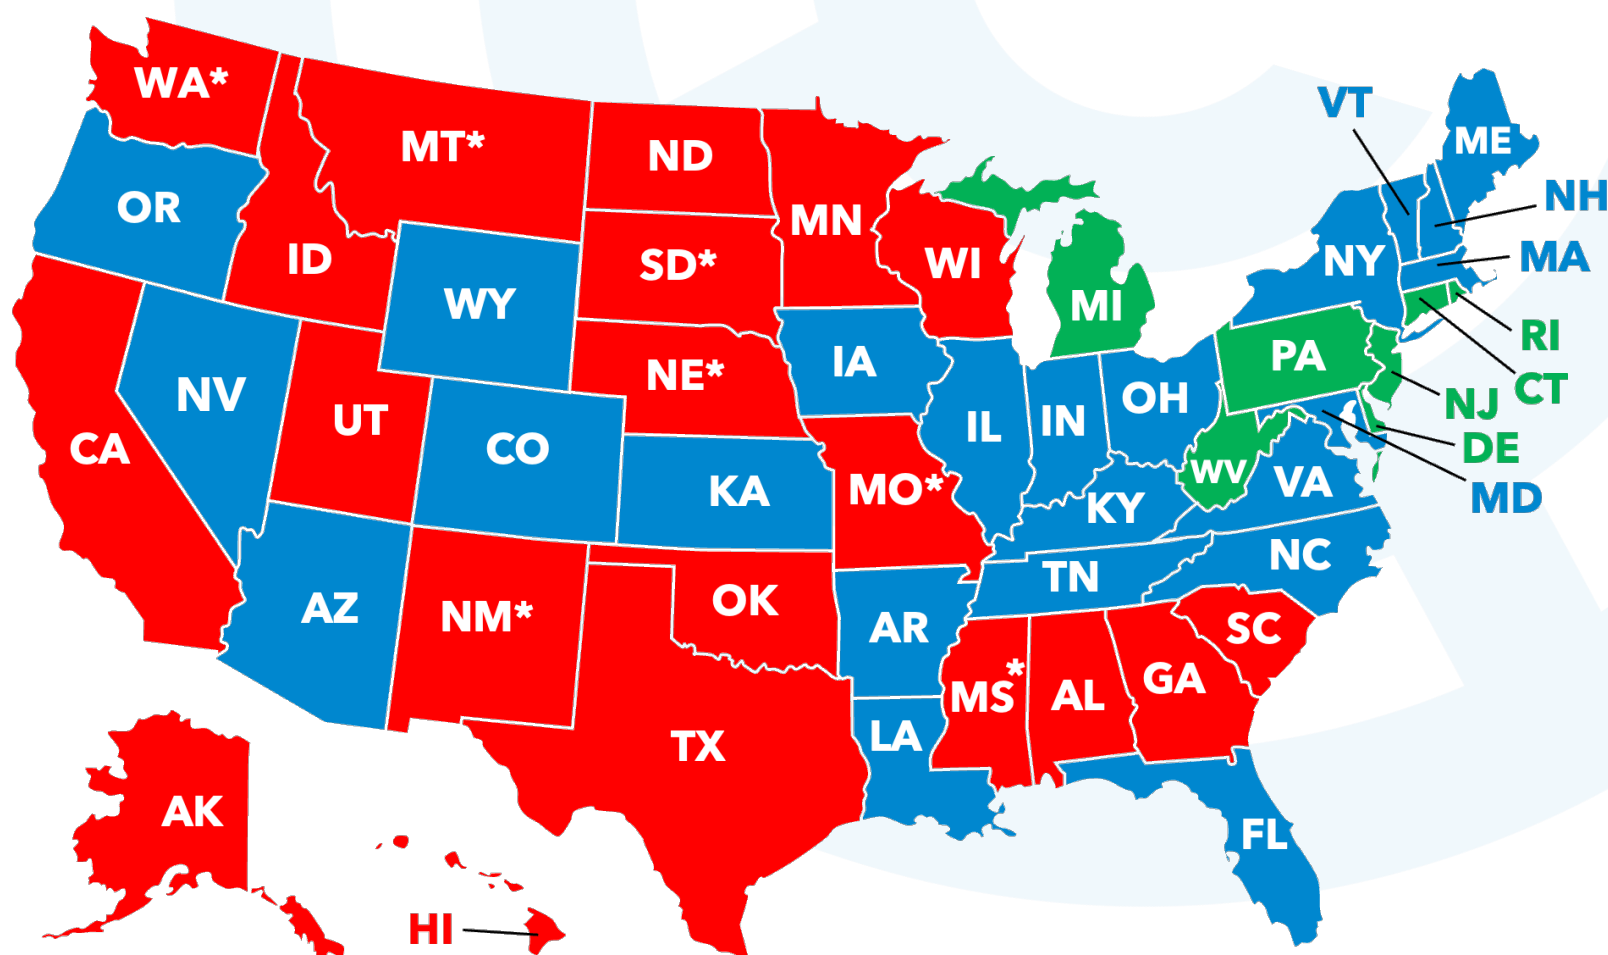 WA*
OR
CA
ID
NV
MT*
WY
UT
AZ
CO
NM*
ND
SD*
NE*
KA
OK
TX
MN
IA
MO*
AR
LA
WI
IL
MI
IN
OH
KY
TN
MS*
AL
GA
SC
NC
VA
WV
PA
NY
VT
ME
NH
MA
RI
CT
NJ
DE
MD
FL
AK
HI